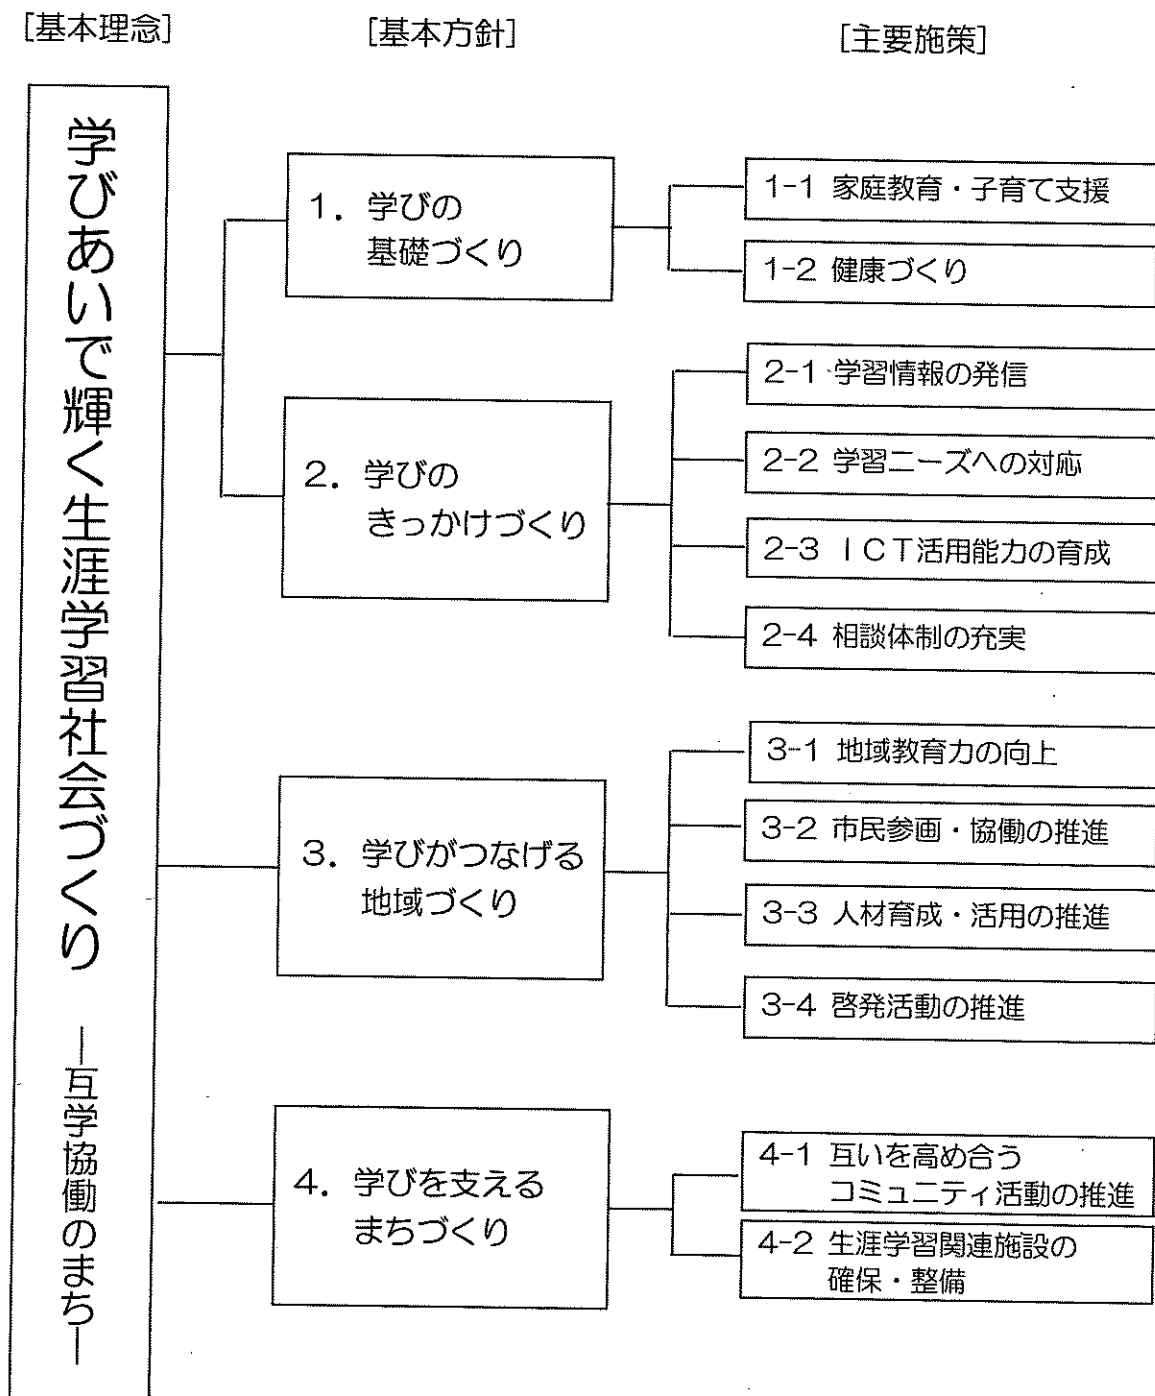 [基本理念]
[基本方針]
[主要施策]
学びあいで輝く生涯学習社会づくり ―互学協働のまち―
1. 学びの
基礎づくり
1-1 家庭教育・子育て支援
1-2 健康づくり
2. 学びの
きっかけづくり
2-1 学習情報の発信
2-2 学習ニーズへの対応
2-3 ICT活用能力の育成
2-4 相談体制の充実
3. 学びがつなげる
地域づくり
3-1 地域教育力の向上
3-2 市民参画・協働の推進
3-3 人材育成・活用の推進
3-4 啓発活動の推進
4. 学びを支える
まちづくり
4-1 互いを高め合う
コミュニティ活動の推進
4-2 生涯学習関連施設の
確保・整備